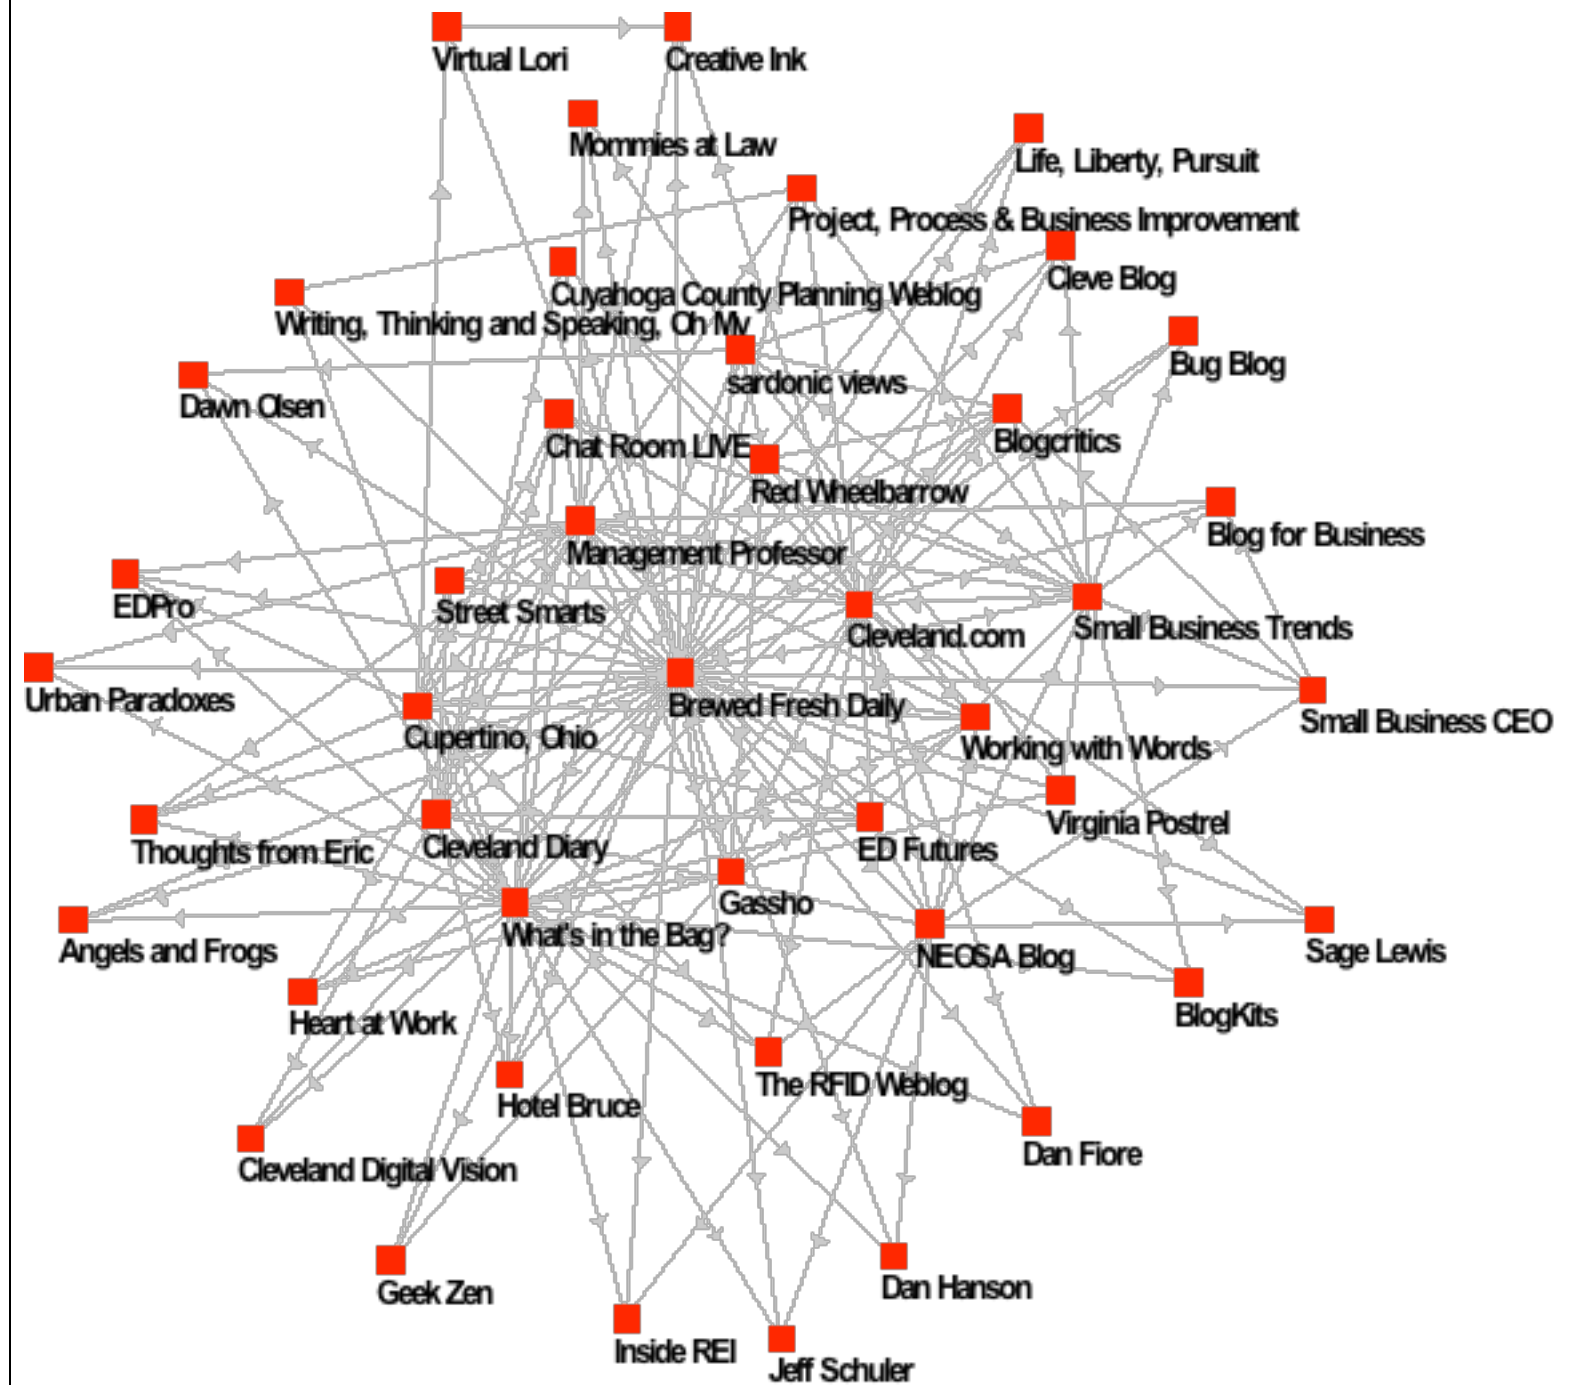 Virtual Lori
Creative Ink
Mommies at Law
Life, Liberty, Pursuit
Project, Process & Business Improvement
Cleve Blog
Cuyahoga County Planning Weblog
Writing, Thinking and Speaking, Oh My
Bug Blog
sardonic views
Dawn Olsen
Blogcritics
Chat Room LIVE
Red Wheelbarrow
Blog for Business
Management Professor
EDPro
Street Smarts
Cleveland.com
Small Business Trends
Urban Paradoxes
Brewed Fresh Daily
Small Business CEO
Cupertino, Ohio
Working with Words
Virginia Postrel
Thoughts from Eric
Cleveland Diary
ED Futures
Gassho
What's in the Bag?
Angels and Frogs
NEOSA Blog
Sage Lewis
BlogKits
Heart at Work
The RFID Weblog
Hotel Bruce
Dan Fiore
Cleveland Digital Vision
Dan Hanson
Geek Zen
Inside REI
Jeff Schuler